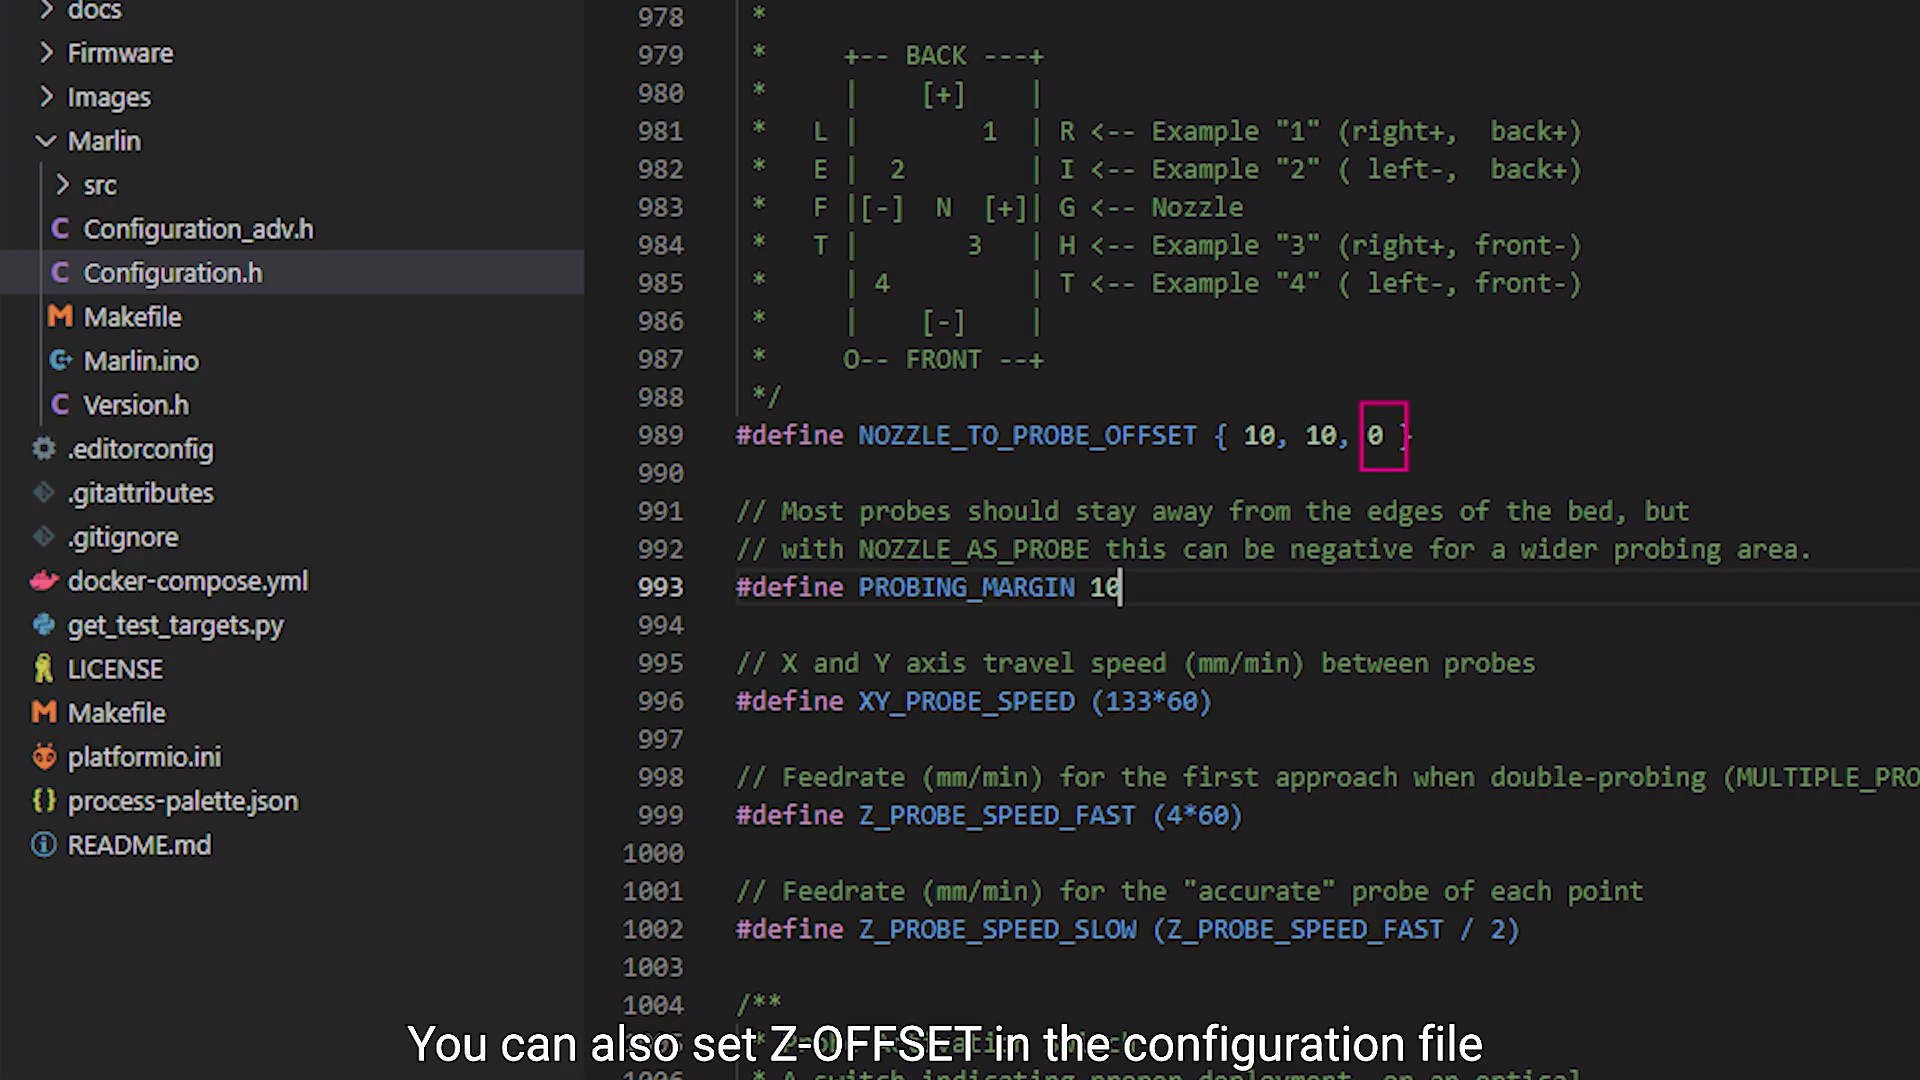 docs
Firmware
Images
Marlin
src
Configuration_adv.h
Configuration.h
Makefile
Marlin.ino
Version.h
.editorconfig
.gitattributes
.gitignore
docker-compose.yml
get_test_targets.py
LICENSE
Makefile
platformio.ini
process-palette.json
README.md
978 *
979 * +-- BACK ---+
980 * | [+] |
981 * L | 1 | R <-- Example "1" (right+, back+)
982 * E | 2 | I <-- Example "2" ( left-, back+)
983 * F |[-] N [+]| G <-- Nozzle
984 * T | 3 | H <-- Example "3" (right+, front-)
985 * | 4 | T <-- Example "4" ( left-, front-)
986 * | [-] |
987 * O-- FRONT --+
988 */
989 #define NOZZLE_TO_PROBE_OFFSET { 10, 10, 0 }
990
991 // Most probes should stay away from the edges of the bed, but
992 // with NOZZLE_AS_PROBE this can be negative for a wider probing area.
993 #define PROBING_MARGIN 10
994
995 // X and Y axis travel speed (mm/min) between probes
996 #define XY_PROBE_SPEED (133*60)
997
998 // Feedrate (mm/min) for the first approach when double-probing (MULTIPLE_PRO
999 #define Z_PROBE_SPEED_FAST (4*60)
1000
1001 // Feedrate (mm/min) for the "accurate" probe of each point
1002 #define Z_PROBE_SPEED_SLOW (Z_PROBE_SPEED_FAST / 2)
1003
1004 /**
You can also set Z-OFFSET in the configuration file